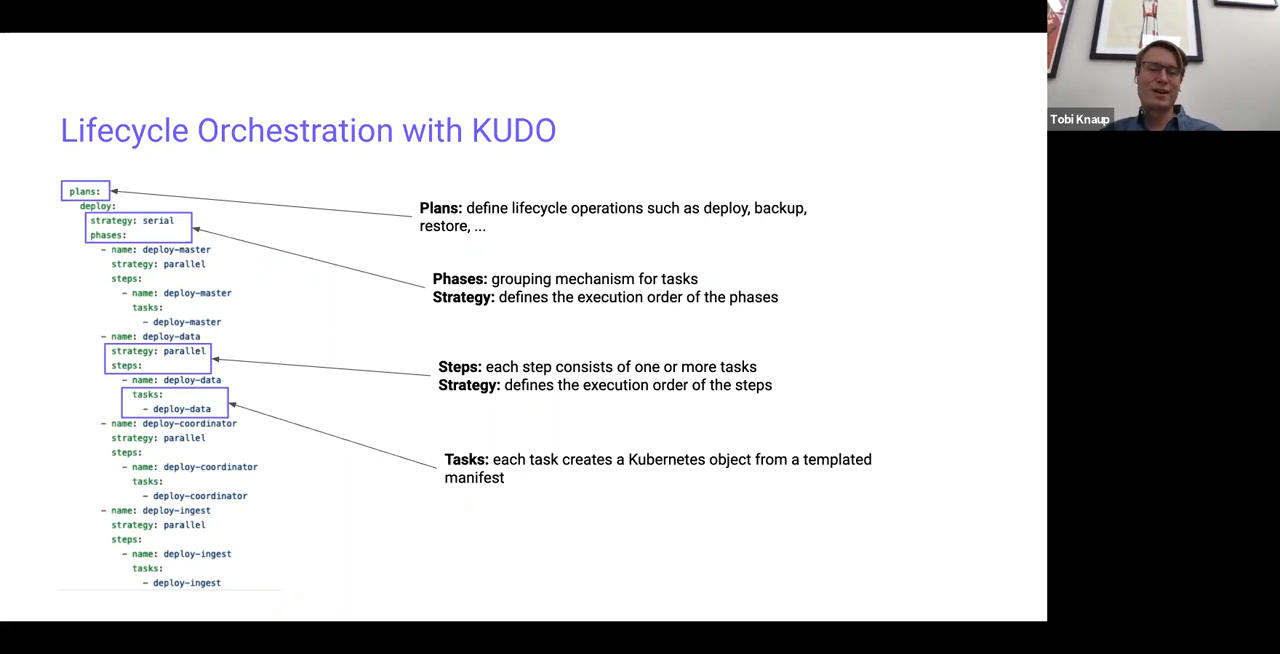 Lifecycle Orchestration with KUDO
plans:
deploy:
strategy: serial
phases:
- name: deploy-master
strategy: parallel
steps:
- name: deploy-master
tasks:
- deploy-master
- name: deploy-data
strategy: parallel
steps:
- name: deploy-data
tasks:
- deploy-data
- name: deploy-coordinator
strategy: parallel
steps:
- name: deploy-coordinator
tasks:
- deploy-coordinator
- name: deploy-ingest
strategy: parallel
steps:
- name: deploy-ingest
tasks:
- deploy-ingest
Plans: define lifecycle operations such as deploy, backup,
restore, ...
Phases: grouping mechanism for tasks
Strategy: defines the execution order of the phases
Steps: each step consists of one or more tasks
Strategy: defines the execution order of the steps
Tasks: each task creates a Kubernetes object from a templated
manifest
Tobi Knaup